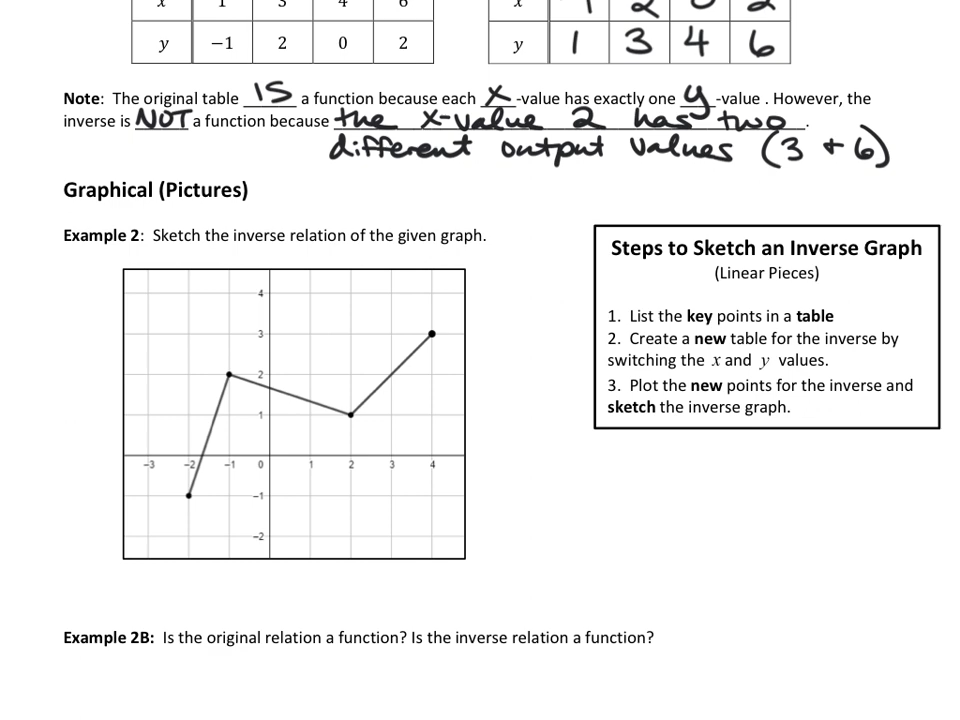 x 1 3 4 6
y −1 2 0 2
x -1 2 0 2
y 1 3 4 6
Note: The original table IS a function because each X -value has exactly one y -value . However, the
inverse is NOT a function because the x-value 2 has two .
different output values (3 + 6)
Graphical (Pictures)
Example 2: Sketch the inverse relation of the given graph.
4
3
2
1
−3 −2 −1 0 1 2 3 4
−1
−2
Steps to Sketch an Inverse Graph
(Linear Pieces)
1. List the key points in a table
2. Create a new table for the inverse by
switching the x and y values.
3. Plot the new points for the inverse and
sketch the inverse graph.
Example 2B: Is the original relation a function? Is the inverse relation a function?